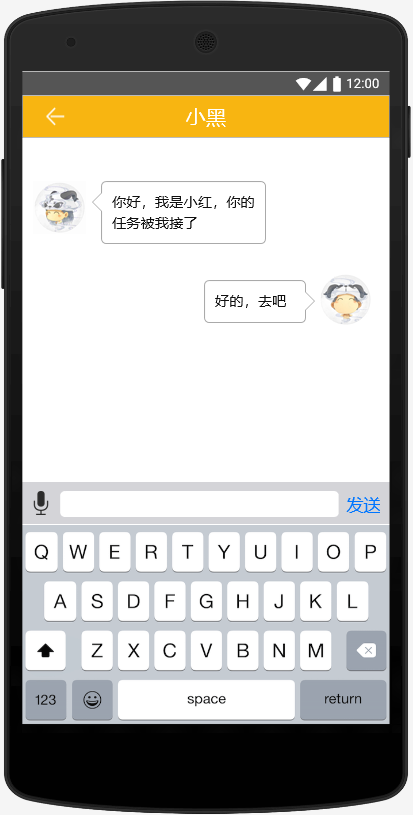 12:00
小黑
你好，我是小红，你的
任务被我接了
好的，去吧
发送
Q W E R T Y U I O P
A S D F G H J K L
Z X C V B N M
123 space return